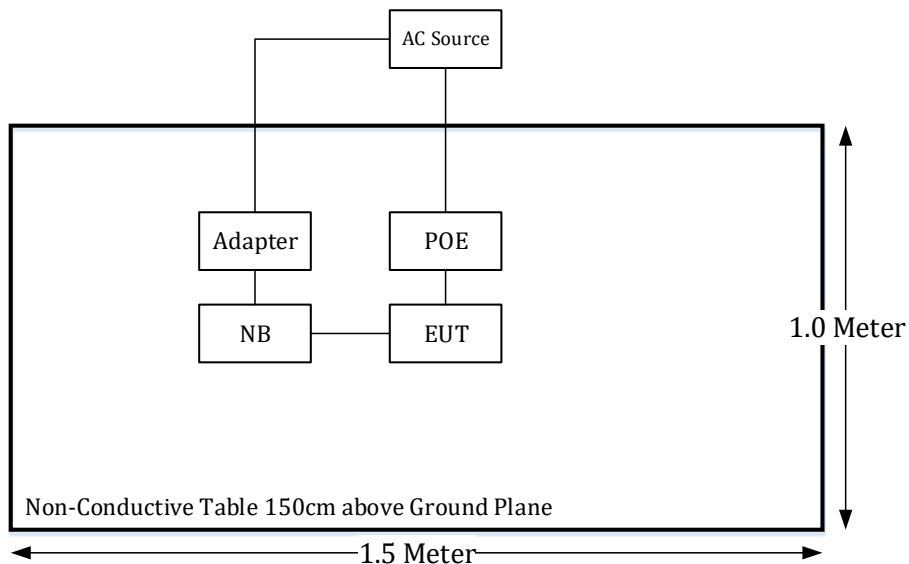 AC Source
Adapter
POE
NB
EUT
1.0 Meter
Non-Conductive Table 150cm above Ground Plane
1.5 Meter